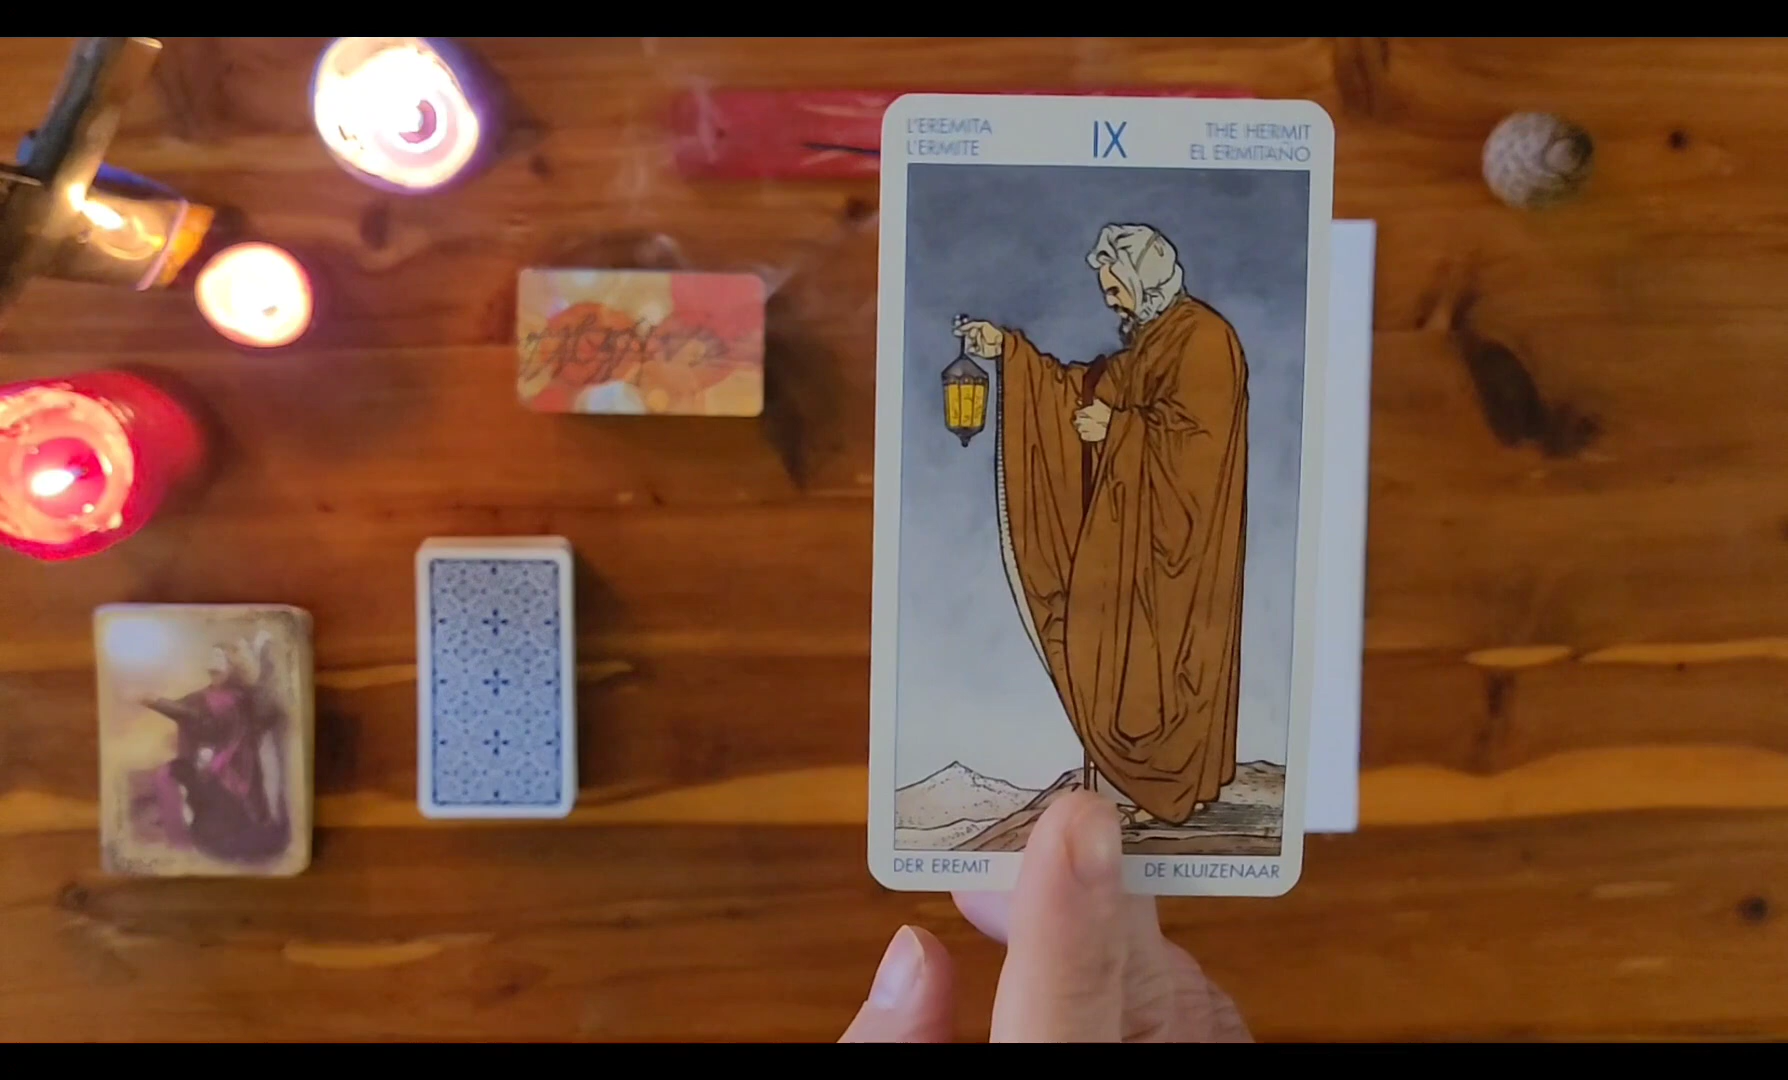 L'EREMITA
L'ERMITE
IX
THE HERMIT
EL ERMITAÑO
DER EREMIT
DE KLUIZENAAR